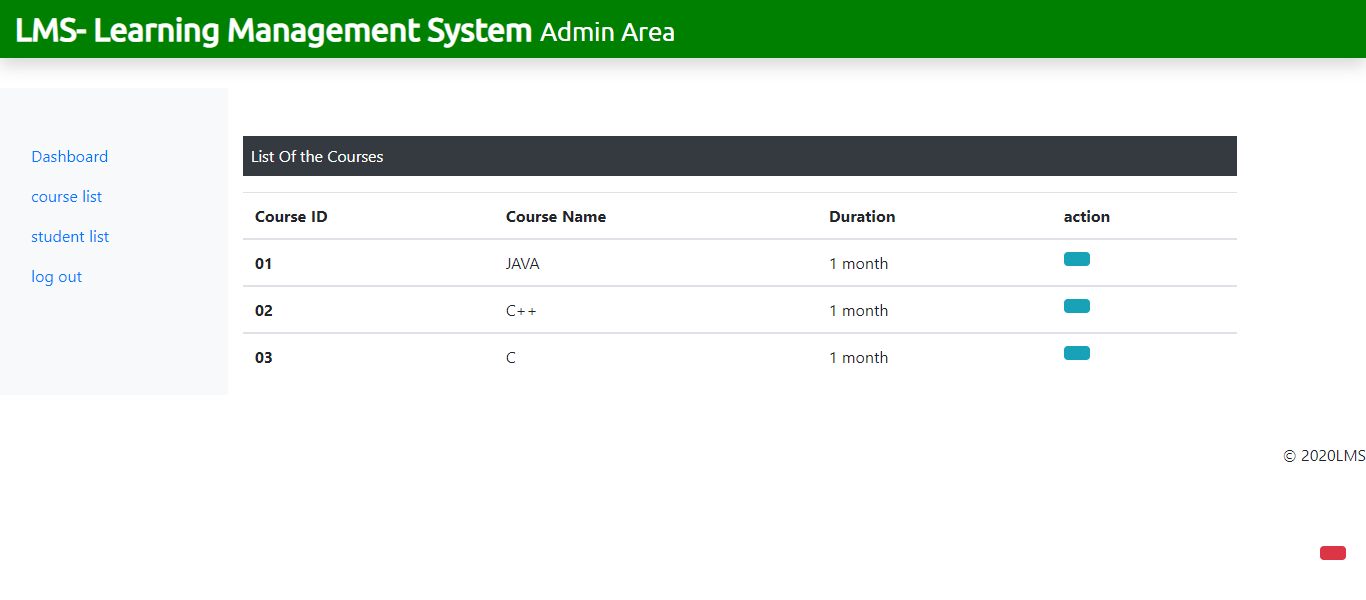 LMS- Learning Management System Admin Area
Dashboard
course list
student list
log out
List Of the Courses
Course ID Course Name Duration action
01 JAVA 1 month
02 C++ 1 month
03 C 1 month
© 2020LMS